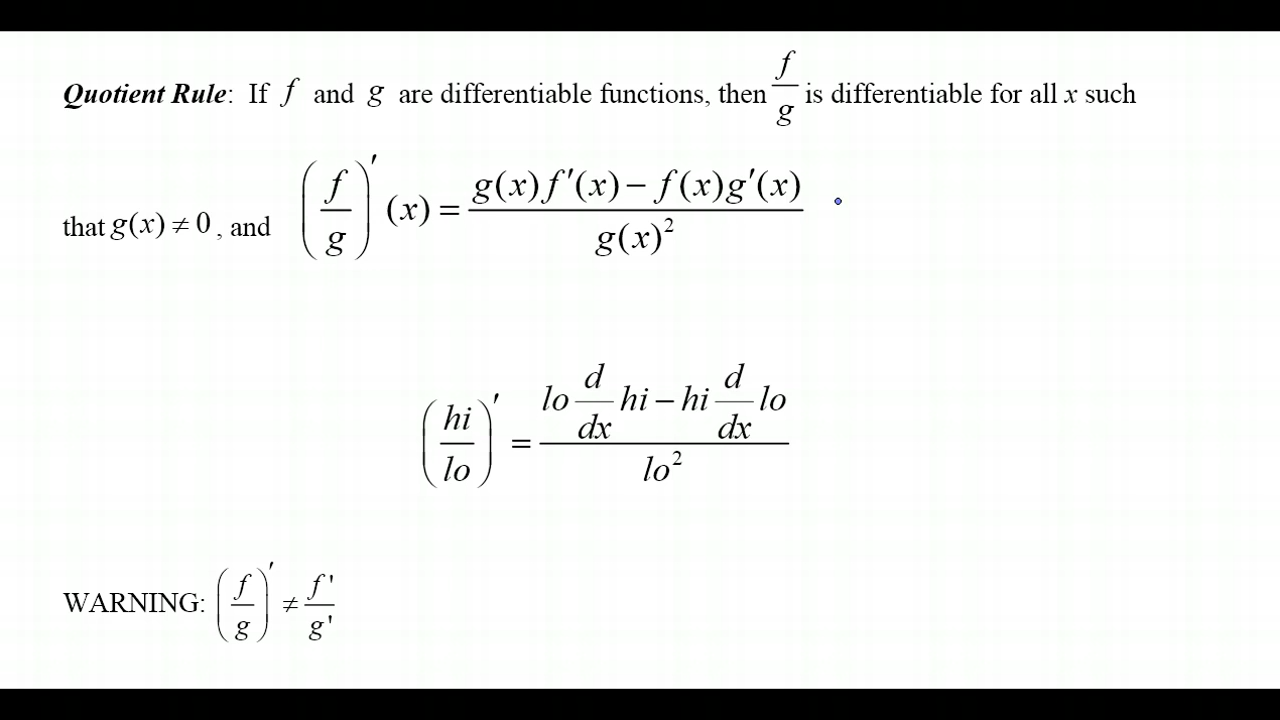 Quotient Rule: If f and g are differentiable functions, then f/g is differentiable for all x such
that g(x) ≠ 0, and (f/g)′(x) = (g(x)f′(x) − f(x)g′(x))/g(x)²
(hi/lo)′ = (lo d/dx hi − hi d/dx lo)/lo²
WARNING: (f/g)′ ≠ f'/g'